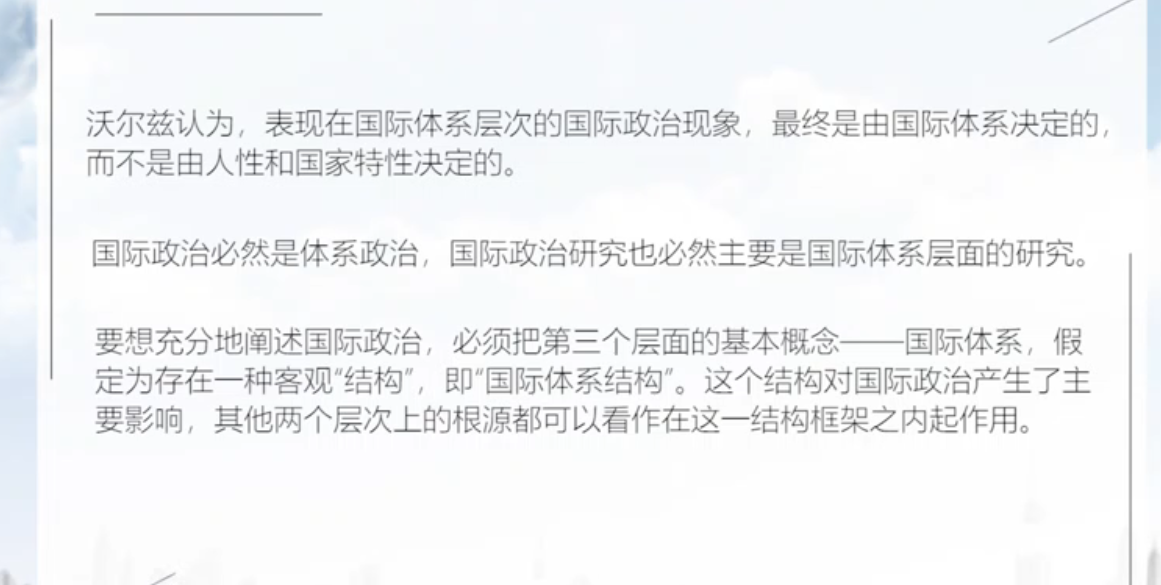 沃尔兹认为，表现在国际体系层次的国际政治现象，最终是由国际体系决定的，
而不是由人性和国家特性决定的。
国际政治必然是体系政治，国际政治研究也必然主要是国际体系层面的研究。
要想充分地阐述国际政治，必须把第三个层面的基本概念——国际体系，假
定为存在一种客观“结构”，即“国际体系结构”。这个结构对国际政治产生了主
要影响，其他两个层次上的根源都可以看作在这一结构框架之内起作用。